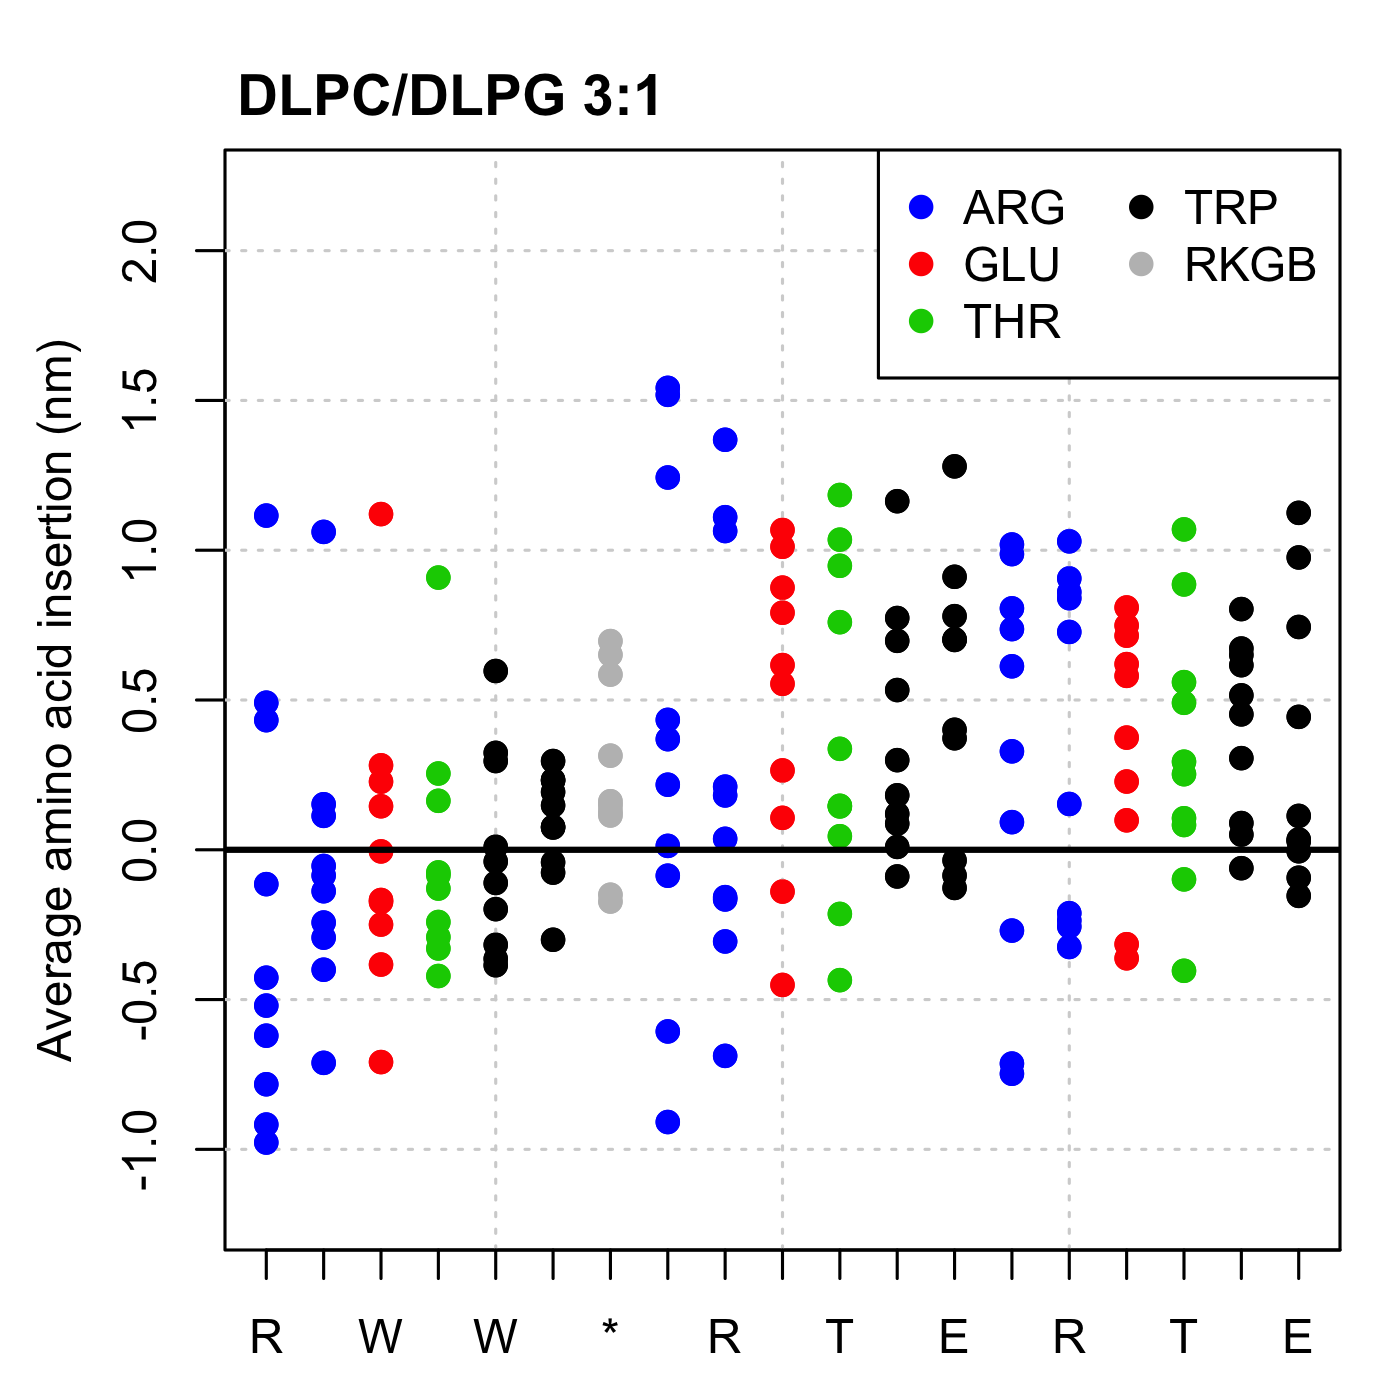 DLPC/DLPG 3:1
ARG TRP
GLU RKGB
THR
Average amino acid insertion (nm)
2.0
1.5
1.0
0.5
0.0
-0.5
-1.0
R W W * R T E R T E